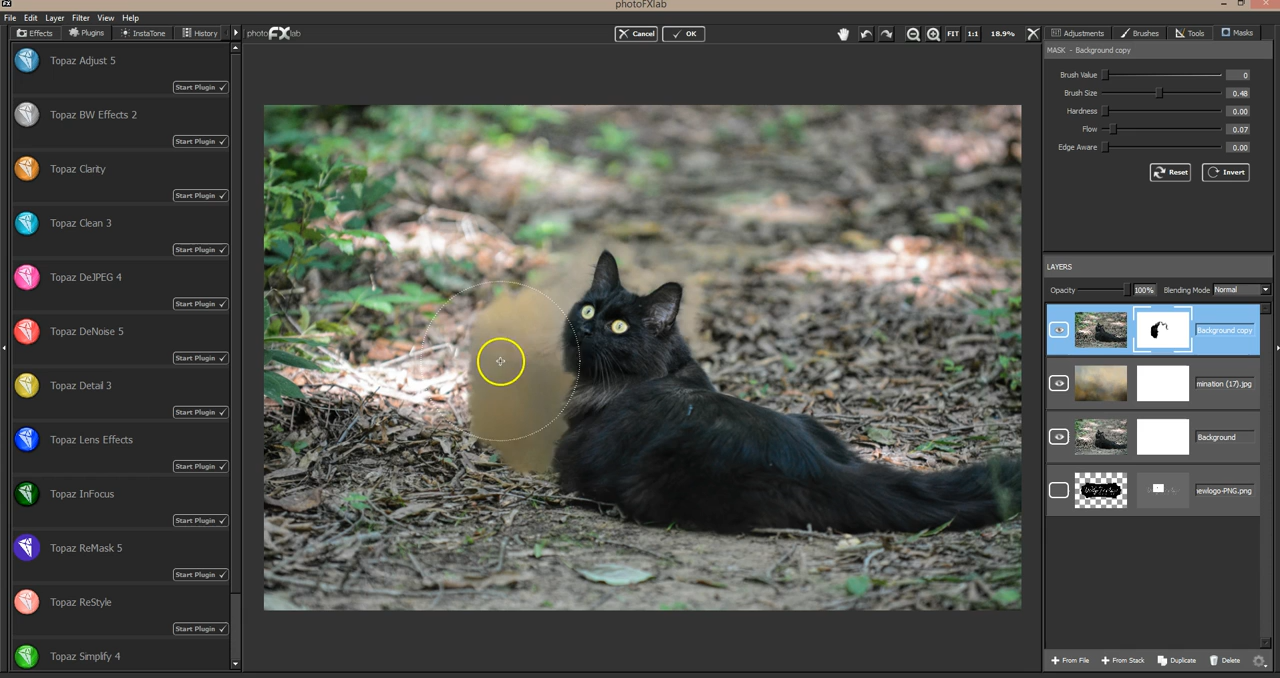 photoFXlab
File Edit Layer Filter View Help
Effects Plugins InstaTone History
photoFXlab
Cancel OK
FIT 1:1 18.9%
Adjustments Brushes Tools Masks
MASK - Background copy
Brush Value 0
Brush Size 0.48
Hardness 0.00
Flow 0.07
Edge Aware 0.00
Reset Invert
Topaz Adjust 5
Start Plugin
Topaz BW Effects 2
Start Plugin
Topaz Clarity
Start Plugin
Topaz Clean 3
Start Plugin
Topaz DeJPEG 4
Start Plugin
Topaz DeNoise 5
Start Plugin
Topaz Detail 3
Start Plugin
Topaz Lens Effects
Start Plugin
Topaz InFocus
Start Plugin
Topaz ReMask 5
Start Plugin
Topaz ReStyle
Start Plugin
Topaz Simplify 4
LAYERS
Opacity 100% Blending Mode Normal
Background copy
mination (17).jpg
Background
newlogo-PNG.png
From File From Stack Duplicate Delete